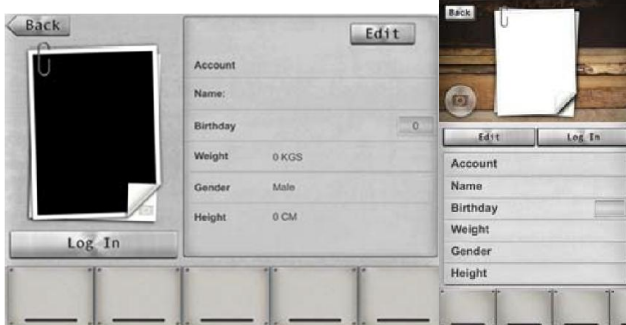 Back
Edit
Account
Name:
Birthday 0
Weight 0 KGS
Gender Male
Height 0 CM
Log In
Back
Edit Log In
Account
Name
Birthday
Weight
Gender
Height